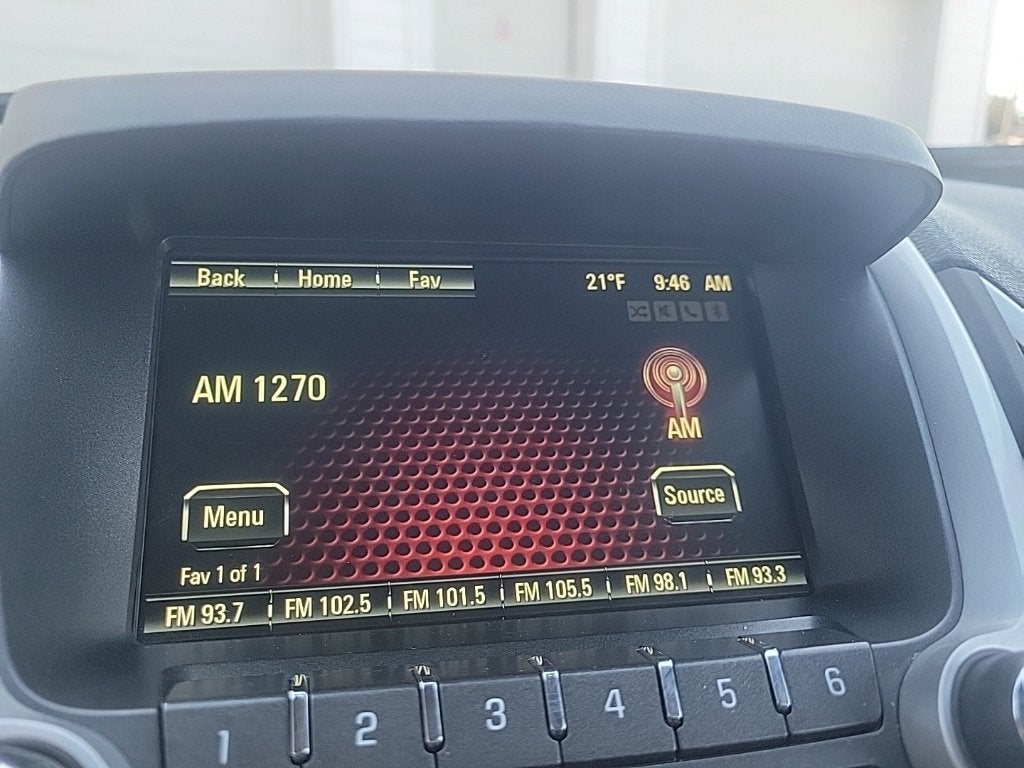 Back Home Fav 21°F 9:46 AM
AM 1270
AM
Menu Source
Fav 1 of 1
FM 93.7 FM 102.5 FM 101.5 FM 105.5 FM 98.1 FM 93.3
1 2 3 4 5 6